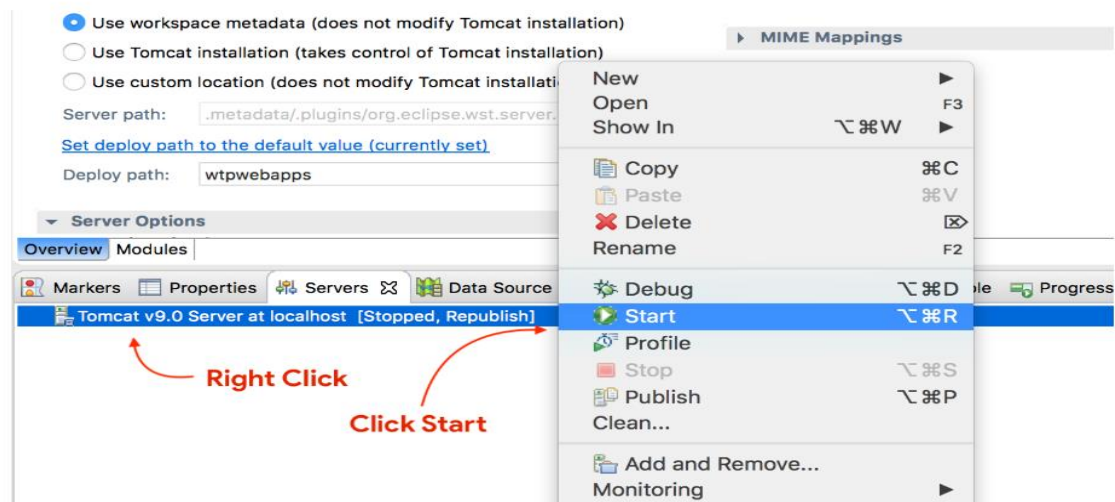 Use workspace metadata (does not modify Tomcat installation)
Use Tomcat installation (takes control of Tomcat installation)
Use custom location (does not modify Tomcat installati
Server path: .metadata/.plugins/org.eclipse.wst.server.
Set deploy path to the default value (currently set)
Deploy path: wtpwebapps
Server Options
Overview Modules
MIME Mappings
Markers Properties Servers Data Source
ble Progress
Tomcat v9.0 Server at localhost [Stopped, Republish]
Right Click
Click Start
New
Open F3
Show In ⌥⌘W
Copy ⌘C
Paste ⌘V
Delete ⌦
Rename F2
Debug ⌥⌘D
Start ⌥⌘R
Profile
Stop ⌥⌘S
Publish ⌥⌘P
Clean...
Add and Remove...
Monitoring